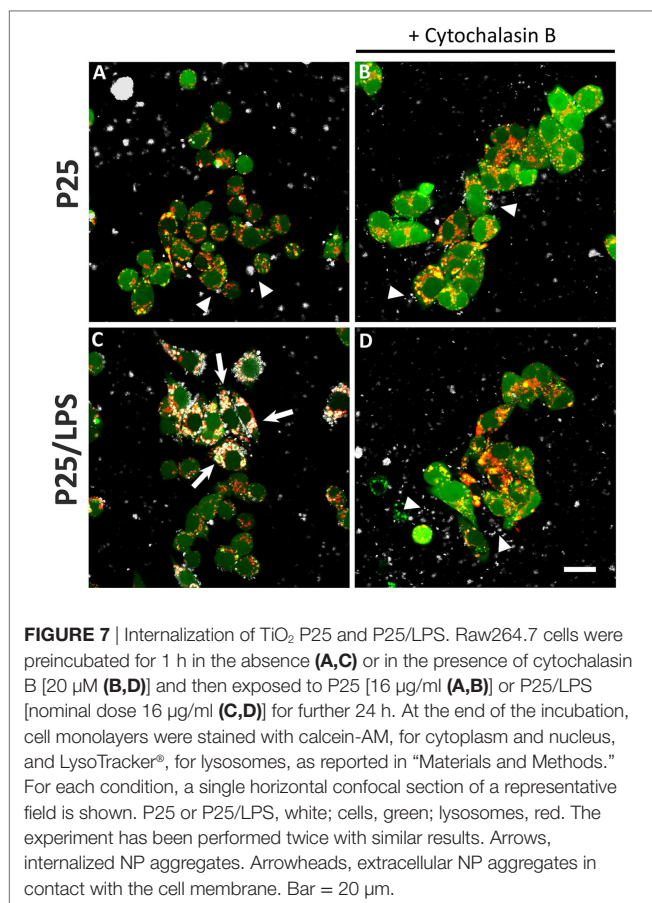 + Cytochalasin B
A
B
P25
C
D
P25/LPS
FIGURE 7 | Internalization of TiO₂ P25 and P25/LPS. Raw264.7 cells were
preincubated for 1 h in the absence (A,C) or in the presence of cytochalasin
B [20 μM (B,D)] and then exposed to P25 [16 μg/ml (A,B)] or P25/LPS
[nominal dose 16 μg/ml (C,D)] for further 24 h. At the end of the incubation,
cell monolayers were stained with calcein-AM, for cytoplasm and nucleus,
and LysoTracker®, for lysosomes, as reported in “Materials and Methods.”
For each condition, a single horizontal confocal section of a representative
field is shown. P25 or P25/LPS, white; cells, green; lysosomes, red. The
experiment has been performed twice with similar results. Arrows,
internalized NP aggregates. Arrowheads, extracellular NP aggregates in
contact with the cell membrane. Bar = 20 μm.